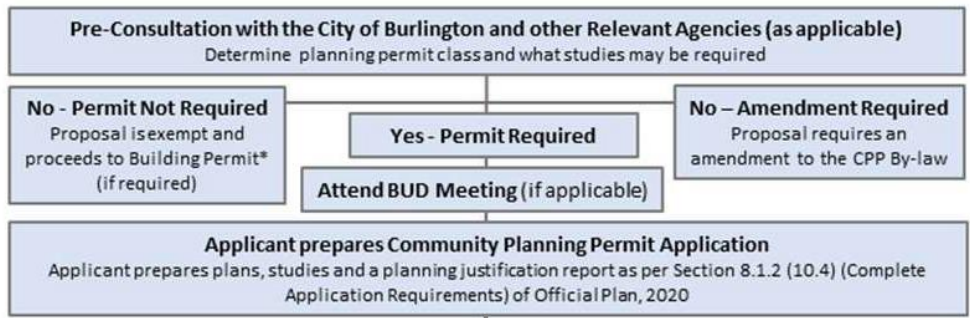 Pre-Consultation with the City of Burlington and other Relevant Agencies (as applicable)
Determine planning permit class and what studies may be required
No - Permit Not Required
Proposal is exempt and
proceeds to Building Permit*
(if required)
Yes - Permit Required
No – Amendment Required
Proposal requires an
amendment to the CPP By-law
Attend BUD Meeting (if applicable)
Applicant prepares Community Planning Permit Application
Applicant prepares plans, studies and a planning justification report as per Section 8.1.2 (10.4) (Complete
Application Requirements) of Official Plan, 2020